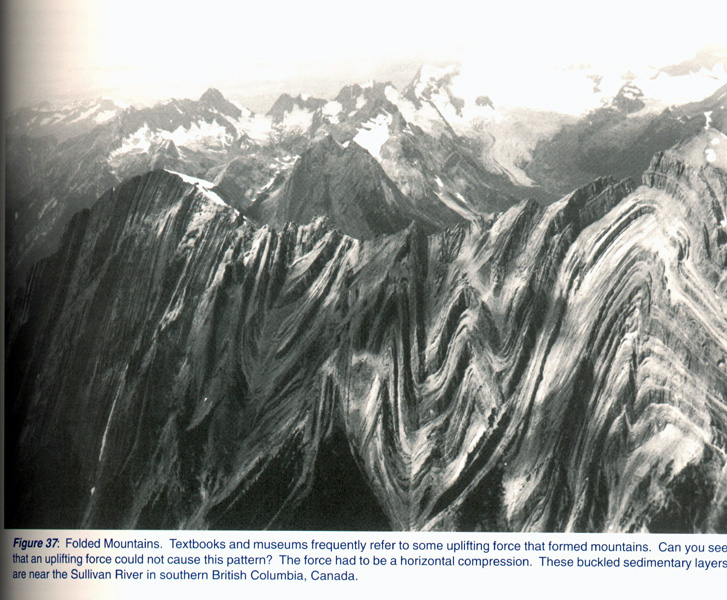 Figure 37: Folded Mountains. Textbooks and museums frequently refer to some uplifting force that formed mountains. Can you see
that an uplifting force could not cause this pattern? The force had to be a horizontal compression. These buckled sedimentary layers
are near the Sullivan River in southern British Columbia, Canada.